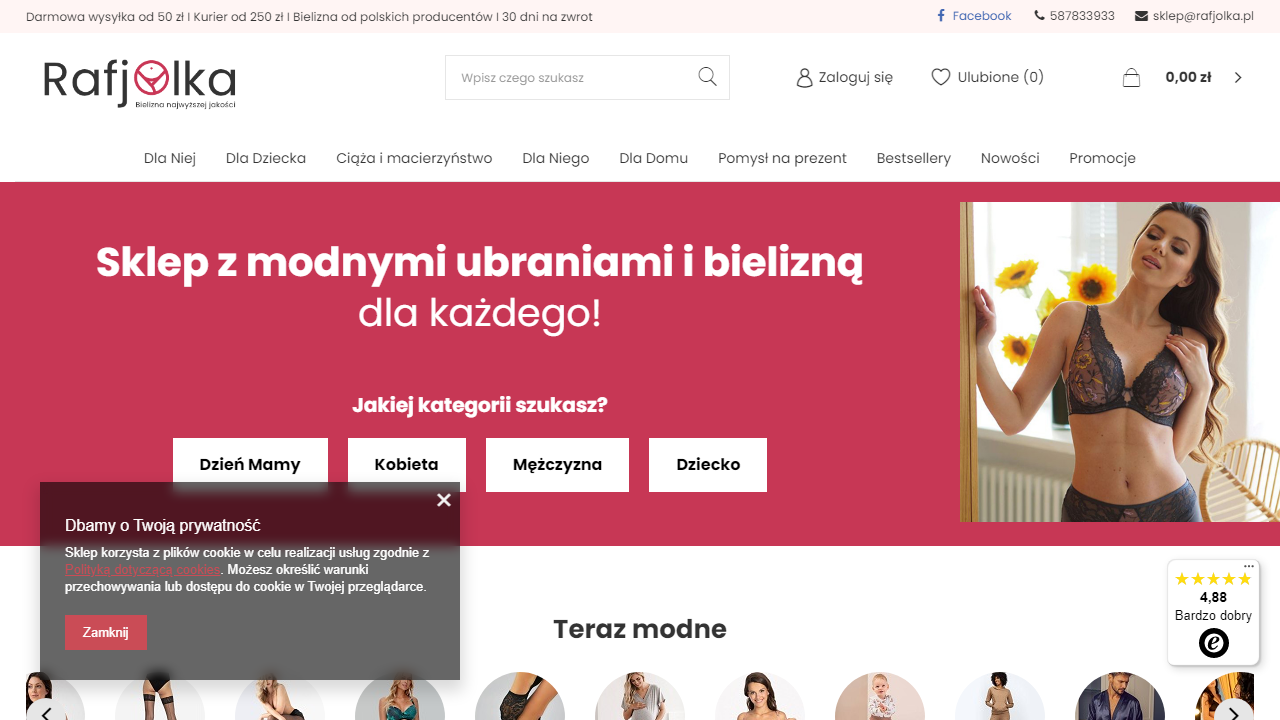 Darmowa wysyłka od 50 zł I Kurier od 250 zł I Bielizna od polskich producentów I 30 dni na zwrot
Facebook
587833933
sklep@rafjolka.pl
Rafjolka
Bielizna najwyższej jakości
Wpisz czego szukasz
Zaloguj się
Ulubione (0)
0,00 zł
Dla Niej
Dla Dziecka
Ciąża i macierzyństwo
Dla Niego
Dla Domu
Pomysł na prezent
Bestsellery
Nowości
Promocje
Sklep z modnymi ubraniami i bielizną
dla każdego!
Jakiej kategorii szukasz?
Dzień Mamy
Kobieta
Mężczyzna
Dziecko
Dbamy o Twoją prywatność
Sklep korzysta z plików cookie w celu realizacji usług zgodnie z
Polityką dotyczącą cookies. Możesz określić warunki
przechowywania lub dostępu do cookie w Twojej przeglądarce.
Zamknij
4,88
Bardzo dobry
Teraz modne